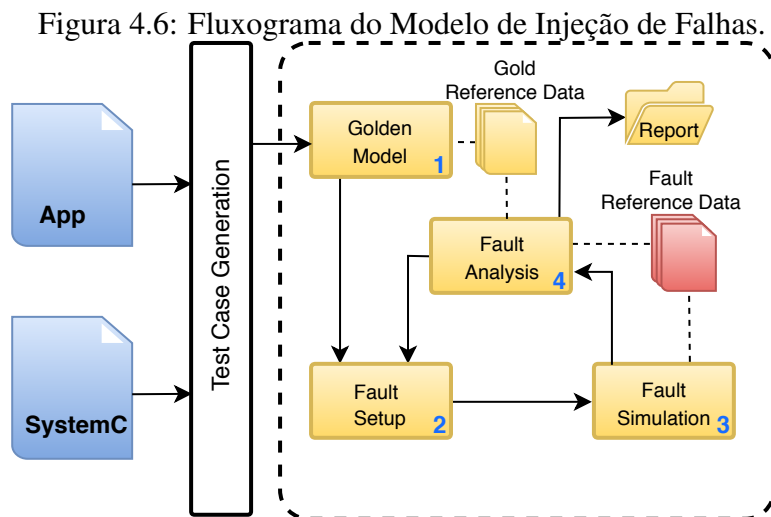 Figura 4.6: Fluxograma do Modelo de Injeção de Falhas.
Gold
Reference Data
Golden
Model
1
Report
App
Test Case Generation
Fault
Reference Data
Fault
Analysis
4
SystemC
Fault
Setup
2
Fault
Simulation
3